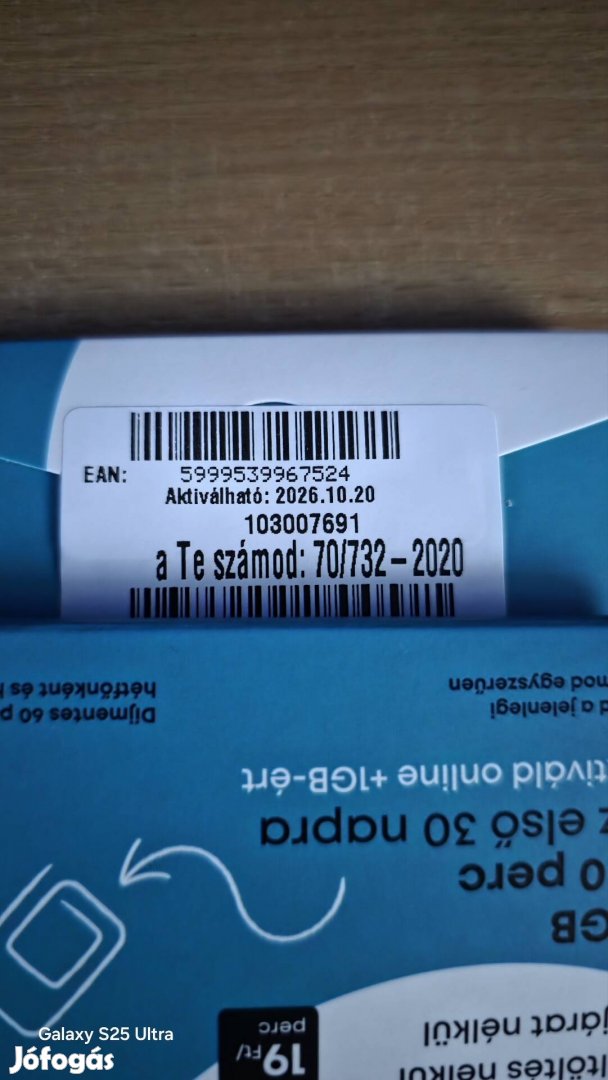 EAN: 5999539967524
Aktiválható: 2026.10.20
103007691
a Te számod: 70/732-2020
hétfőnként és
mod egyszerűen
Díjmentes 60 p
d a jelenlegi
tiváld online +1GB-ért
z első 30 napra
0 perc
GB
járat nélkül
ltöltes nélkül
19 Ft/
perc
Galaxy S25 Ultra
Jófogás